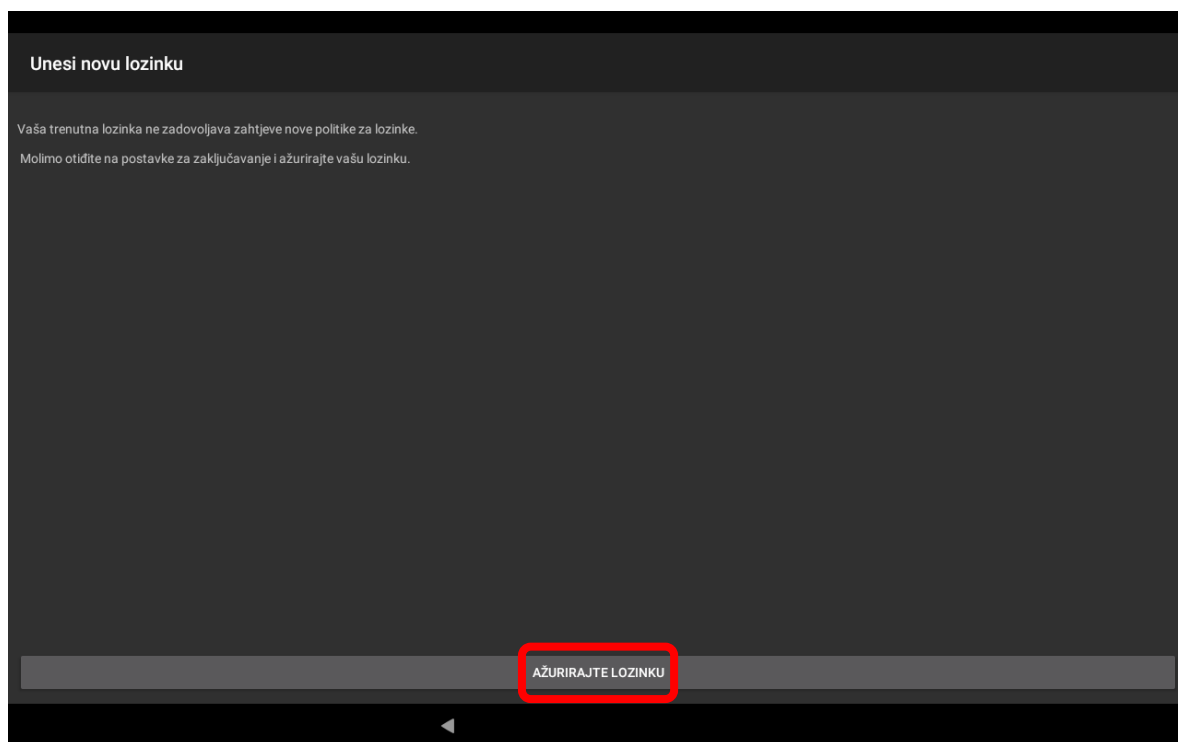 Unesi novu lozinku
Vaša trenutna lozinka ne zadovoljava zahtjeve nove politike za lozinke.
Molimo otiđite na postavke za zaključavanje i ažurirajte vašu lozinku.
AŽURIRAJTE LOZINKU